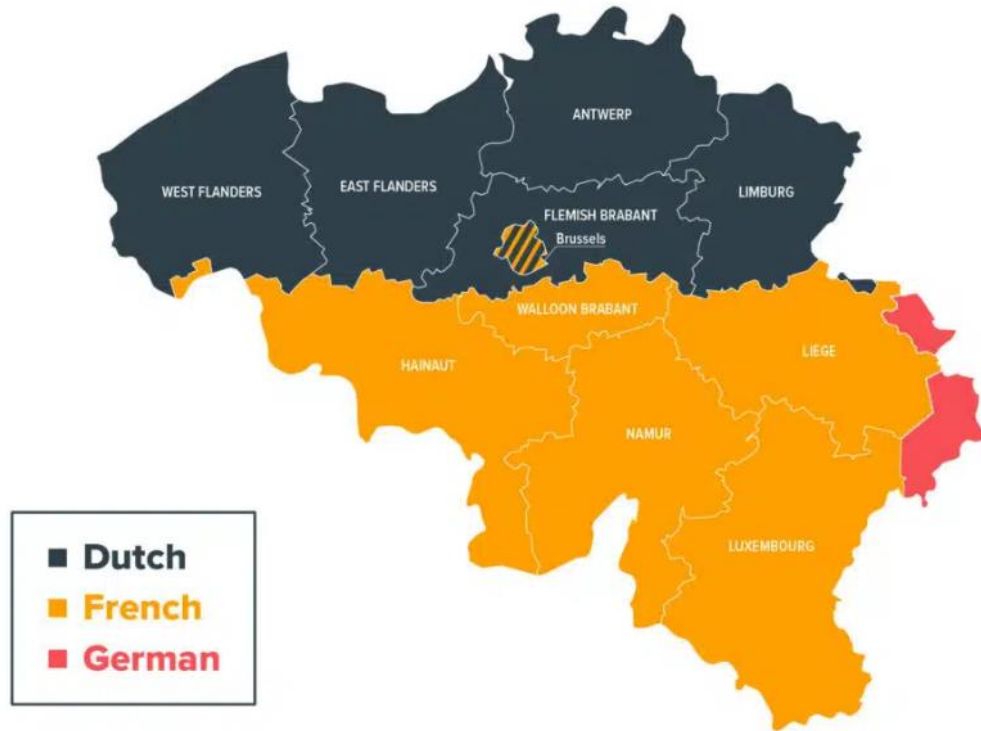 ANTWERP
WEST FLANDERS
EAST FLANDERS
LIMBURG
FLEMISH BRABANT
Brussels
WALLOON BRABANT
HAINAUT
LIEGE
NAMUR
LUXEMBOURG
Dutch
French
German